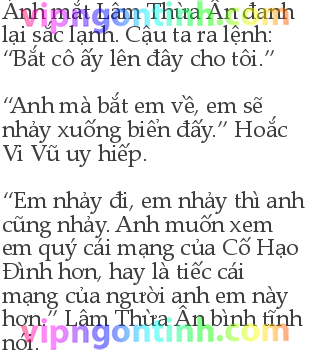 Ánh mắt Lâm Thừa Ân đanh
lại sắc lạnh. Cậu ta ra lệnh:
“Bắt cô ấy lên đây cho tôi.”
“Anh mà bắt em về, em sẽ
nhảy xuống biển đấy.” Hoắc
Vi Vũ uy hiếp.
“Em nhảy đi, em nhảy thì anh
cũng nhảy. Anh muốn xem
em quý cái mạng của Cố Hạo
Đình hơn, hay là tiếc cái
mạng của người anh em này
hơn.” Lâm Thừa Ân bình tĩnh
nói.
vipngontinh.com
vipngontinh.com